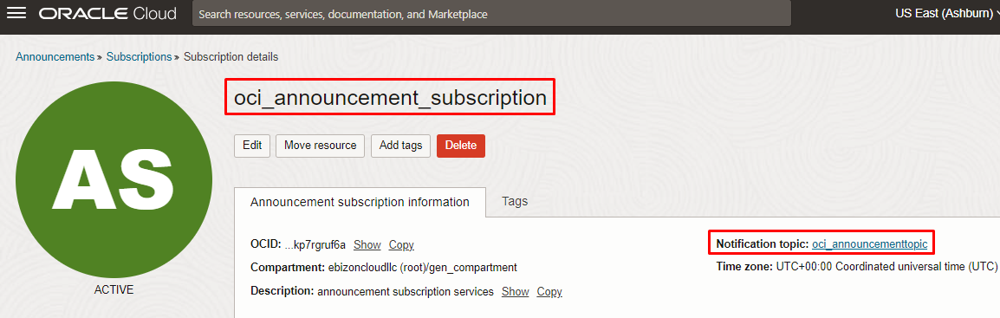 ORACLE Cloud
Search resources, services, documentation, and Marketplace
US East (Ashburn)
Announcements » Subscriptions » Subscription details
AS
ACTIVE
oci_announcement_subscription
Edit
Move resource
Add tags
Delete
Announcement subscription information
Tags
OCID: ...kp7rgruf6a Show Copy
Compartment: ebizoncloudllc (root)/gen_compartment
Description: announcement subscription services Show Copy
Notification topic: oci_announcementtopic
Time zone: UTC+00:00 Coordinated universal time (UTC)